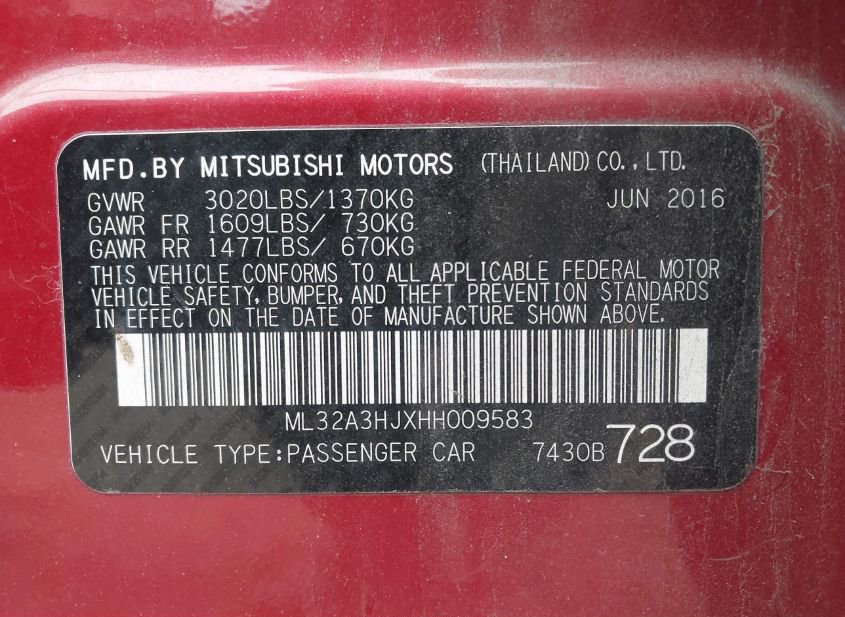 MFD.BY MITSUBISHI MOTORS (THAILAND) CO., LTD.
GVWR 3020LBS/1370KG JUN 2016
GAWR FR 1609LBS/ 730KG
GAWR RR 1477LBS/ 670KG
THIS VEHICLE CONFORMS TO ALL APPLICABLE FEDERAL MOTOR
VEHICLE SAFETY, BUMPER, AND THEFT PREVENTION STANDARDS
IN EFFECT ON THE DATE OF MANUFACTURE SHOWN ABOVE.
ML32A3HJXHH009583
VEHICLE TYPE:PASSENGER CAR 7430B 728